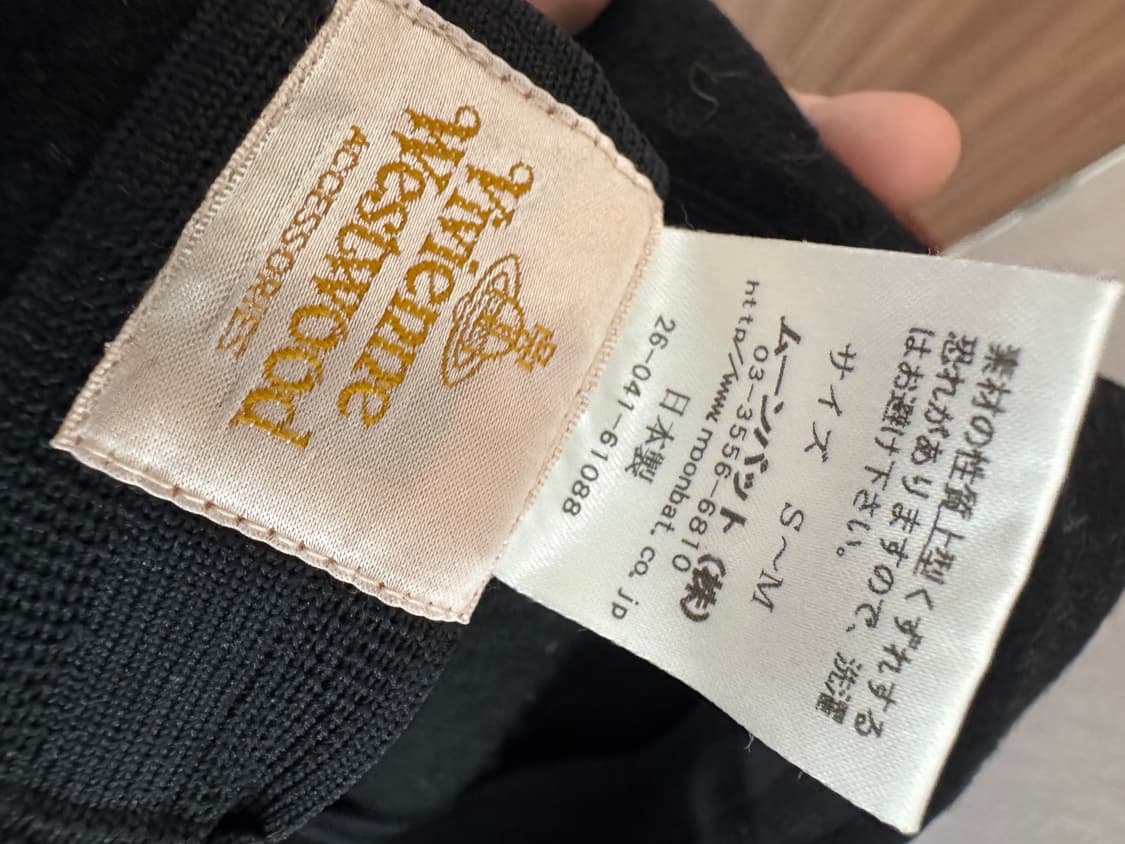 Vivienne
Westwood
ACCESSORIES
素材の性質上型くずれする
恐れがありますので、洗濯
はお避け下さい。
サイズ S~M
ムーンバット(株)
03-3556-6810
http//www.moonbat.co.jp
日本製
26-041-61088